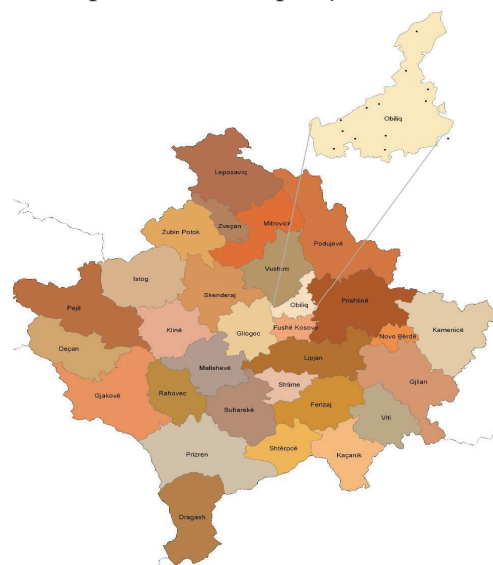 Obiliq
Leposaviq
Zubin Potok
Zveçan
Mitrovicë
Podujevë
Vushtrri
Istog
Skenderaj
Obiliq
Prishtinë
Pejë
Klinë
Gllogoc
Fushë Kosovë
Novo Bërdë
Kamenicë
Deçan
Malishevë
Lipjan
Gjakovë
Rahovec
Shtime
Gjilan
Suharekë
Ferizaj
Viti
Prizren
Shtërpcë
Kaçanik
Dragash